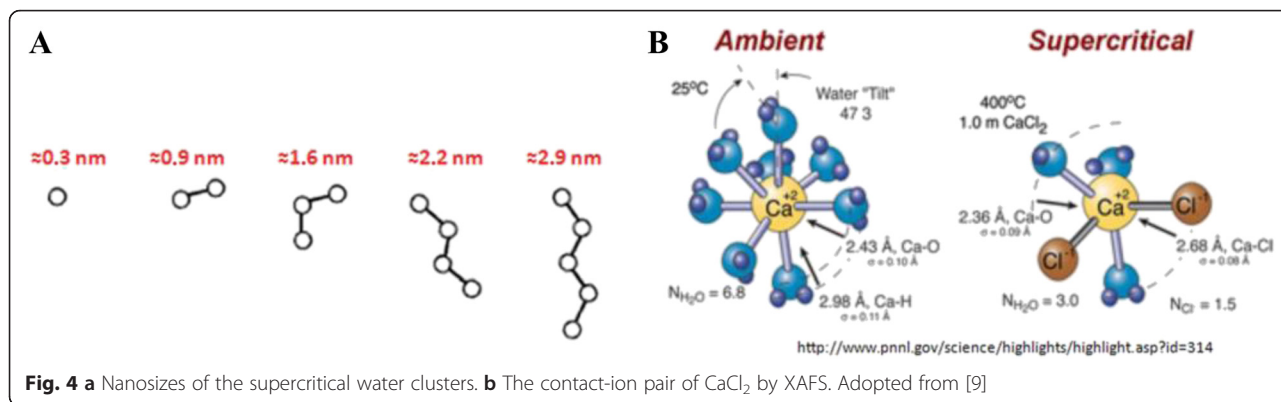 A
≈0.3 nm ≈0.9 nm ≈1.6 nm ≈2.2 nm ≈2.9 nm
B
Ambient
25°C
Water "Tilt"
47 3
Ca+2
2.43 Å, Ca-O
σ = 0.10 Å
2.98 Å, Ca-H
σ = 0.11 Å
NH2O = 6.8
Supercritical
400°C
1.0 m CaCl2
Ca+2
Cl-1
Cl-1
2.36 Å, Ca-O
σ = 0.09 Å
2.68 Å, Ca-Cl
σ = 0.08 Å
NH2O = 3.0
NCl- = 1.5
http://www.pnnl.gov/science/highlights/highlight.asp?id=314
Fig. 4 a Nanosizes of the supercritical water clusters. b The contact-ion pair of CaCl2 by XAFS. Adopted from [9]